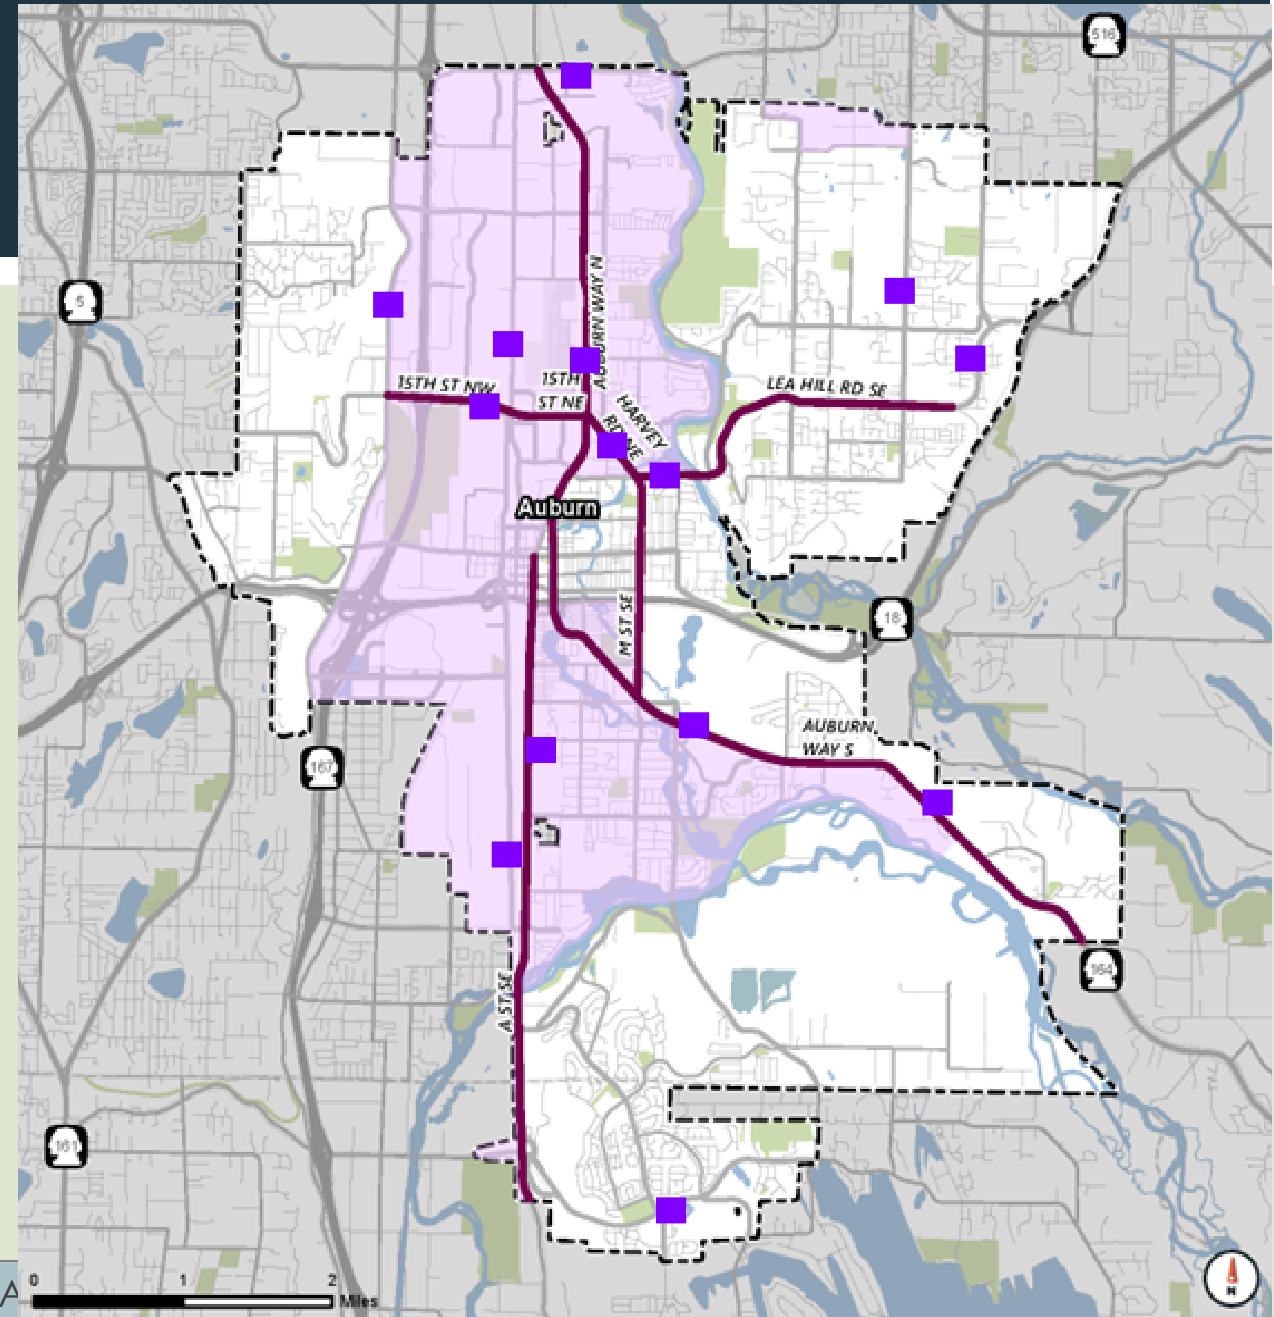 516
5
AUBURN WAY N
15TH ST NW
15TH
ST NE
HARVEY
RD NE
LEA HILL RD SE
Auburn
M ST SE
18
AUBURN
WAY S
167
164
A ST SE
161
A
0 1 2
Miles
N